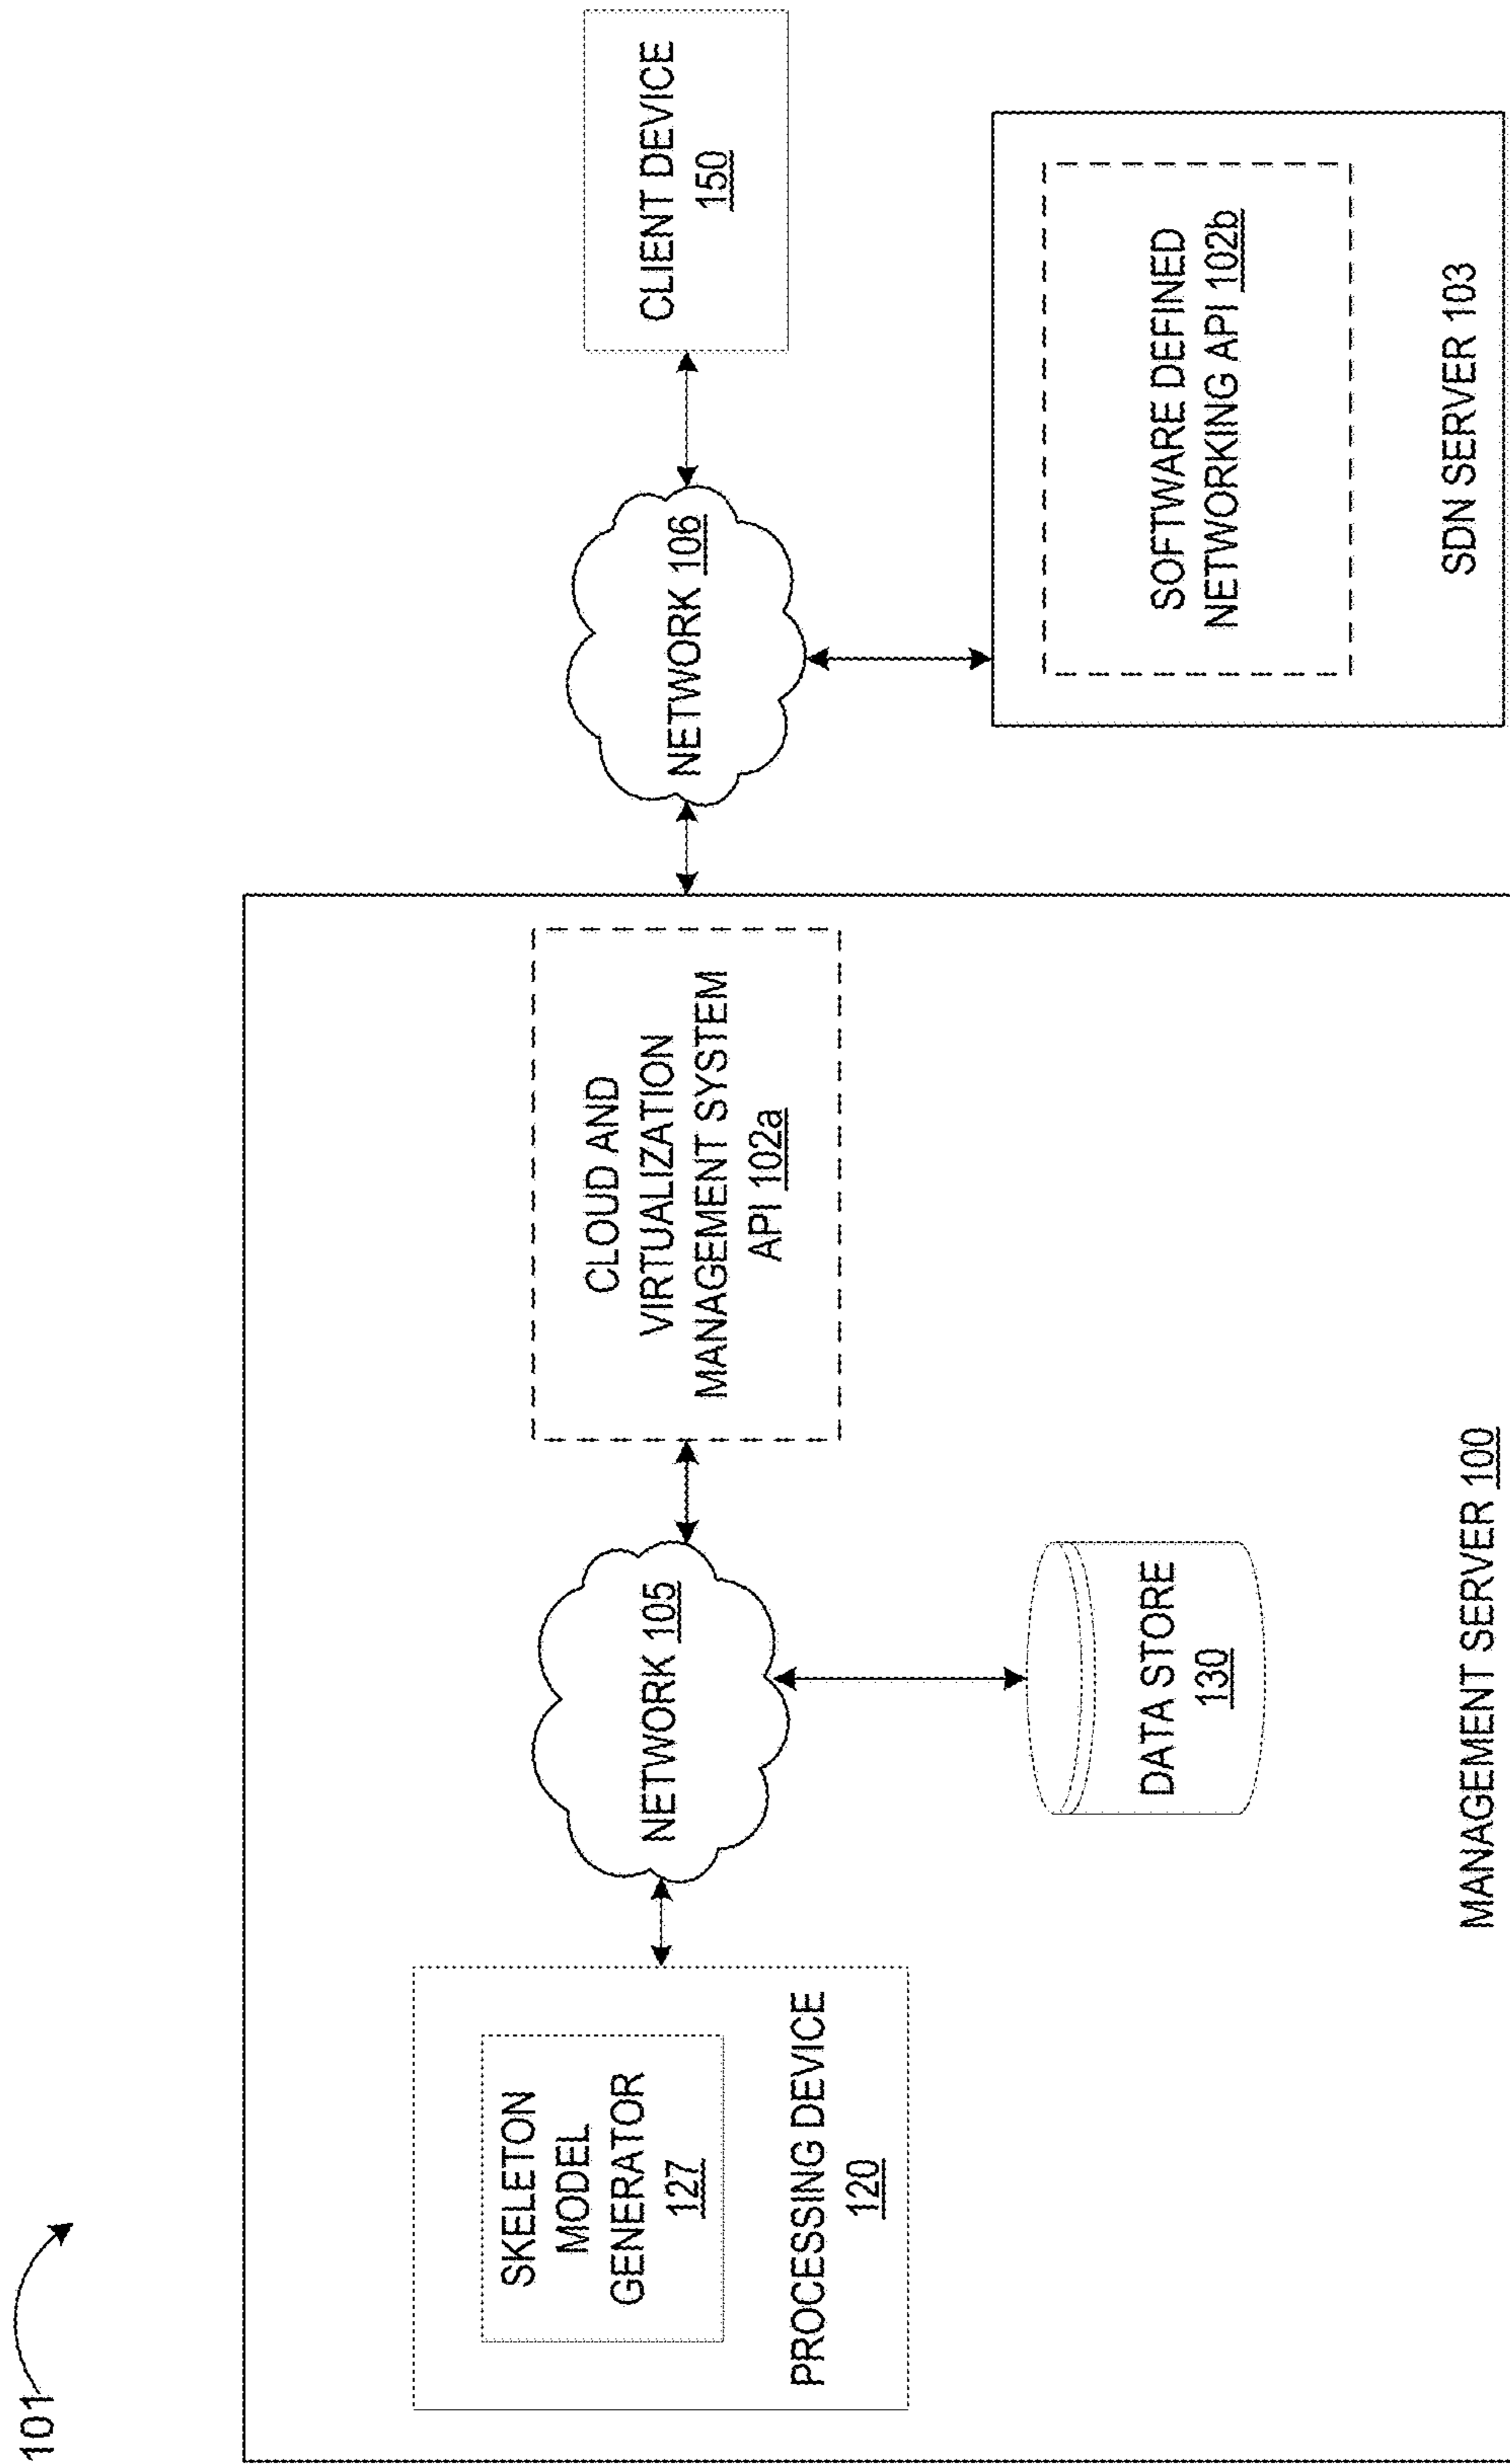 101
SKELETON
MODEL
GENERATOR
127
PROCESSING DEVICE
120
NETWORK 105
DATA STORE
130
CLOUD AND
VIRTUALIZATION
MANAGEMENT SYSTEM
API 102a
MANAGEMENT SERVER 100
NETWORK 106
CLIENT DEVICE
150
SOFTWARE DEFINED
NETWORKING API 102b
SDN SERVER 103